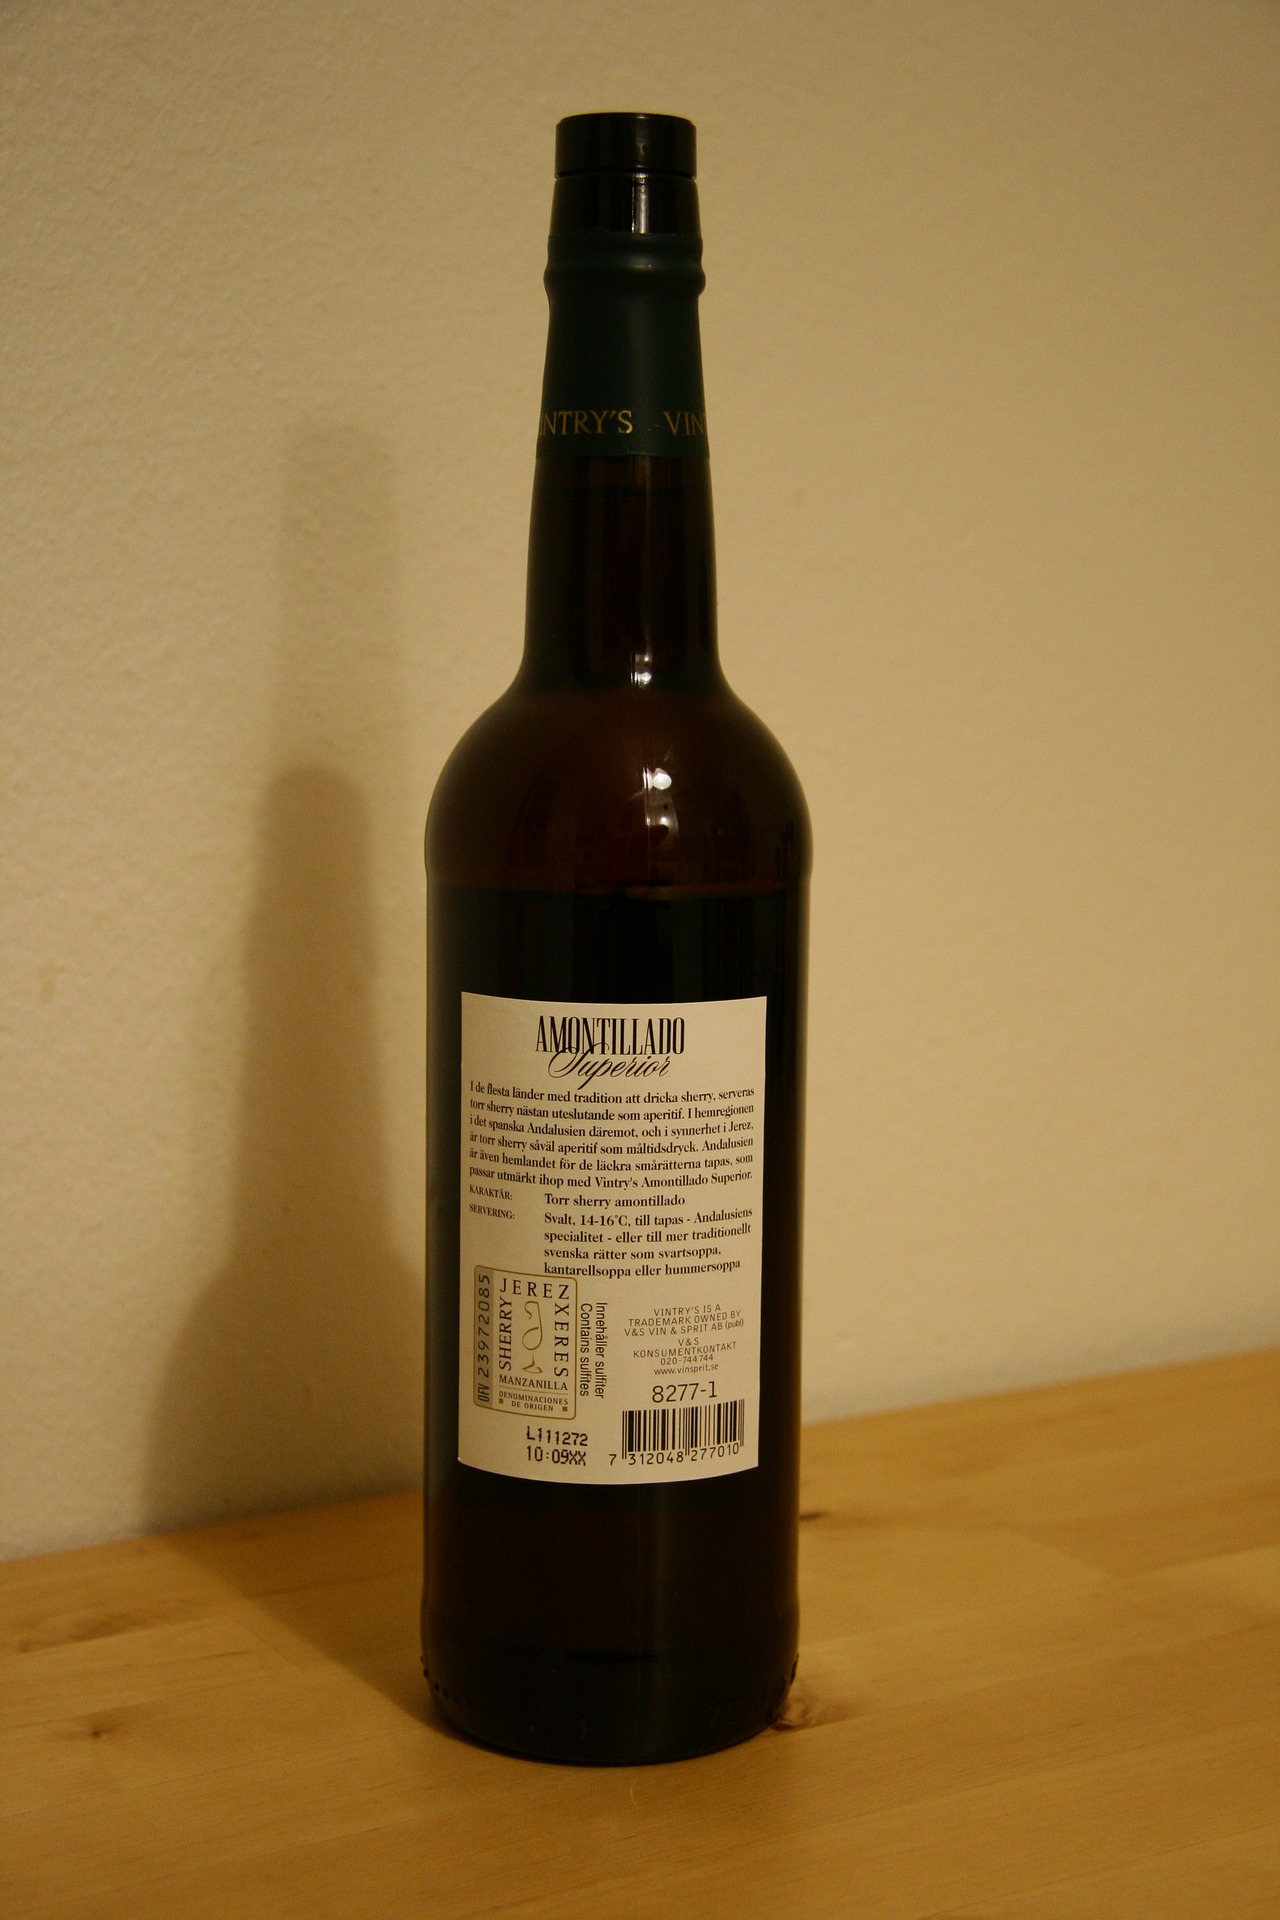 INTRY'S VIN
AMONTILLADO
Superior
I de flesta länder med tradition att dricka sherry, serveras
torr sherry nästan uteslutande som aperitif. I hemregionen
i det spanska Andalusien däremot, och i synnerhet i Jerez,
är torr sherry såväl aperitif som måltidsdryck. Andalusien
är även hemlandet för de läckra smårätterna tapas, som
passar utmärkt ihop med Vintry's Amontillado Superior.
KARAKTÄR: Torr sherry amontillado
SERVERING: Svalt, 14-16°C, till tapas - Andalusiens
specialitet - eller till mer traditionellt
svenska rätter som svartsoppa,
kantarellsoppa eller hummersoppa
OFV 23972085
JEREZ
XERES
SHERRY
MANZANILLA
DENOMINACIONES
DE ORIGEN
Innehåller sulfiter
Contains sulfites
VINTRY'S IS A
TRADEMARK OWNED BY
V&S VIN & SPRIT AB (publ)
V&S
KONSUMENTKONTAKT
020-744 744
www.vinsprit.se
8277-1
L111272
10:09XX
7 312048 277010